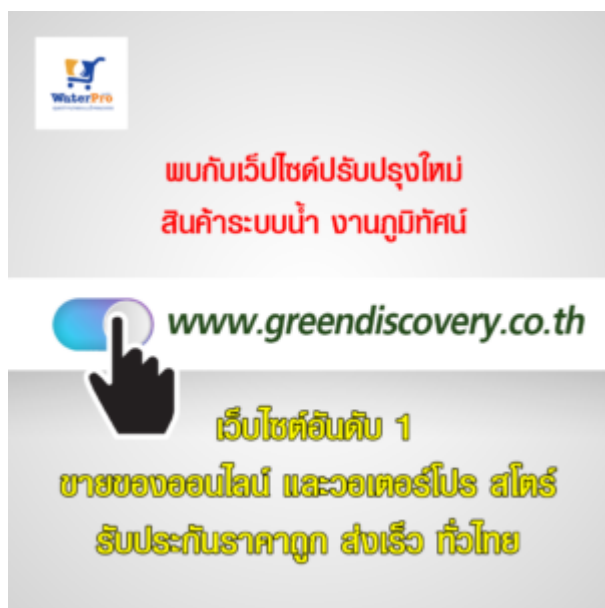 WaterPro
พบกับเว็ปไซด์ปรับปรุงใหม่
สินค้าระบบน้ำ งานภูมิทัศน์
www.greendiscovery.co.th
เว็บไซต์อันดับ 1
ขายของออนไลน์ และวอเตอร์โปร สโตร์
รับประกันราคาถูก ส่งเร็ว ทั่วไทย